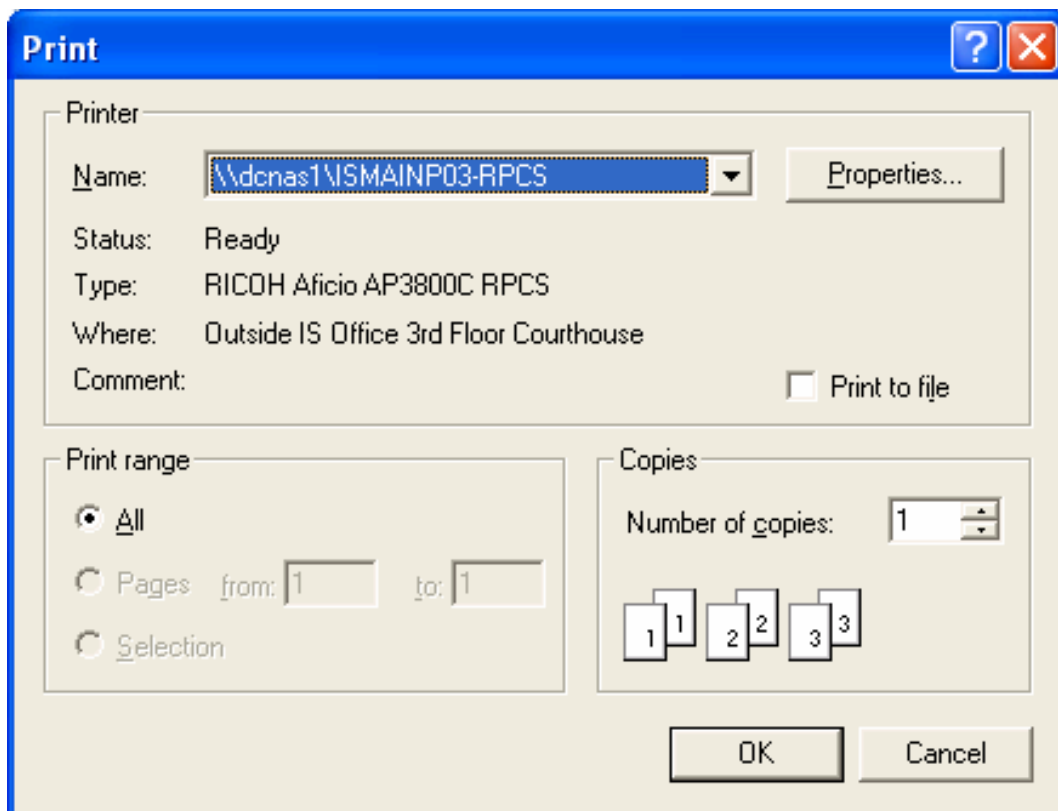 Print
Printer
Name: \\dcnas1\ISMAINP03-RPCS Properties...
Status: Ready
Type: RICOH Aficio AP3800C RPCS
Where: Outside IS Office 3rd Floor Courthouse
Comment: Print to file
Print range
All
Pages from: 1 to: 1
Selection
Copies
Number of copies: 1
1 1 2 2 3 3
OK Cancel